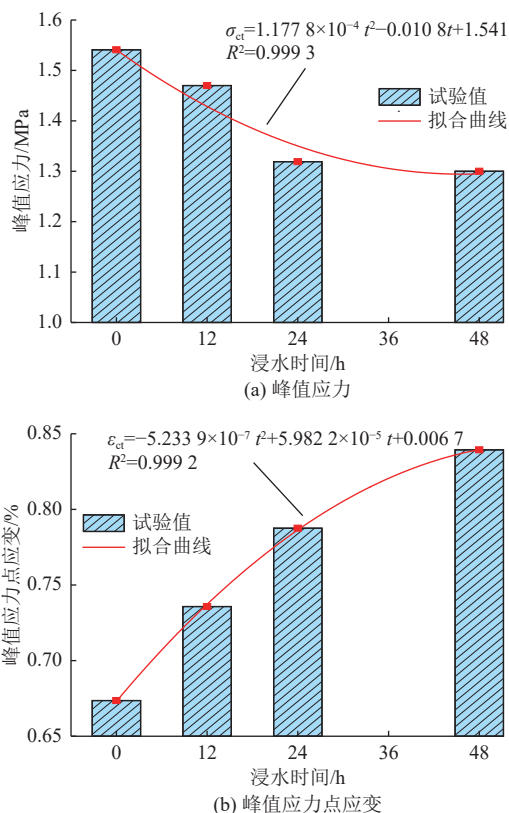 1.6
1.5
1.4
1.3
1.2
1.1
1.0
峰值应力/MPa
σct=1.177 8×10−4 t2−0.010 8t+1.541
R2=0.999 3
试验值
拟合曲线
0 12 24 36 48
浸水时间/h
(a) 峰值应力
0.85
0.80
0.75
0.70
0.65
峰值应力点应变/%
εct=−5.233 9×10−7 t2+5.982 2×10−5 t+0.006 7
R2=0.999 2
试验值
拟合曲线
0 12 24 36 48
浸水时间/h
(b) 峰值应力点应变